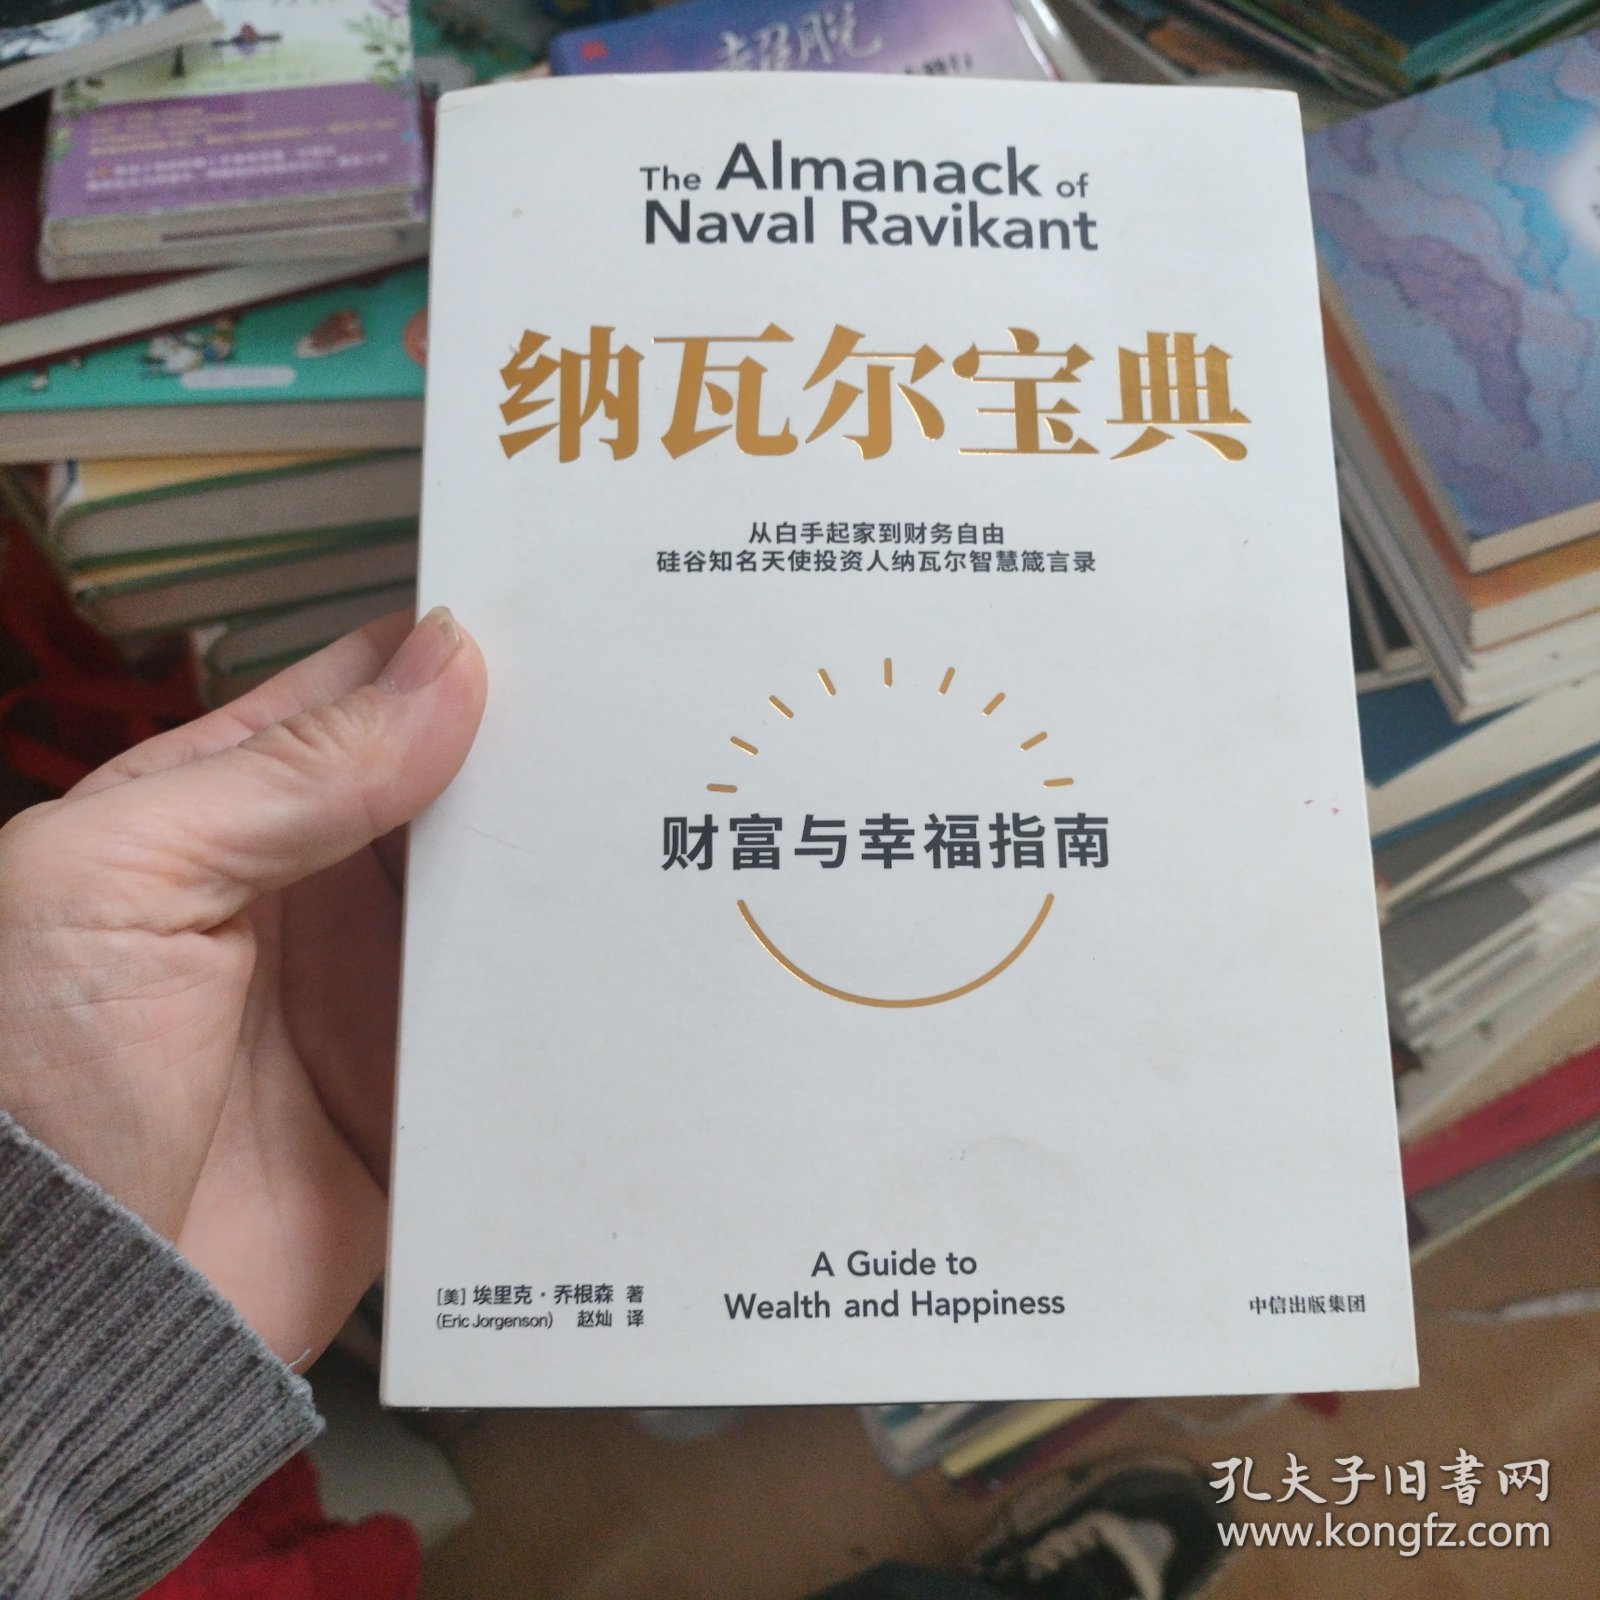 超脱
The Almanack of
Naval Ravikant
纳瓦尔宝典
从白手起家到财务自由
硅谷知名天使投资人纳瓦尔智慧箴言录
财富与幸福指南
A Guide to
Wealth and Happiness
[美] 埃里克·乔根森 著
(Eric Jorgenson) 赵灿 译
中信出版集团
孔夫子旧书网
www.kongfz.com